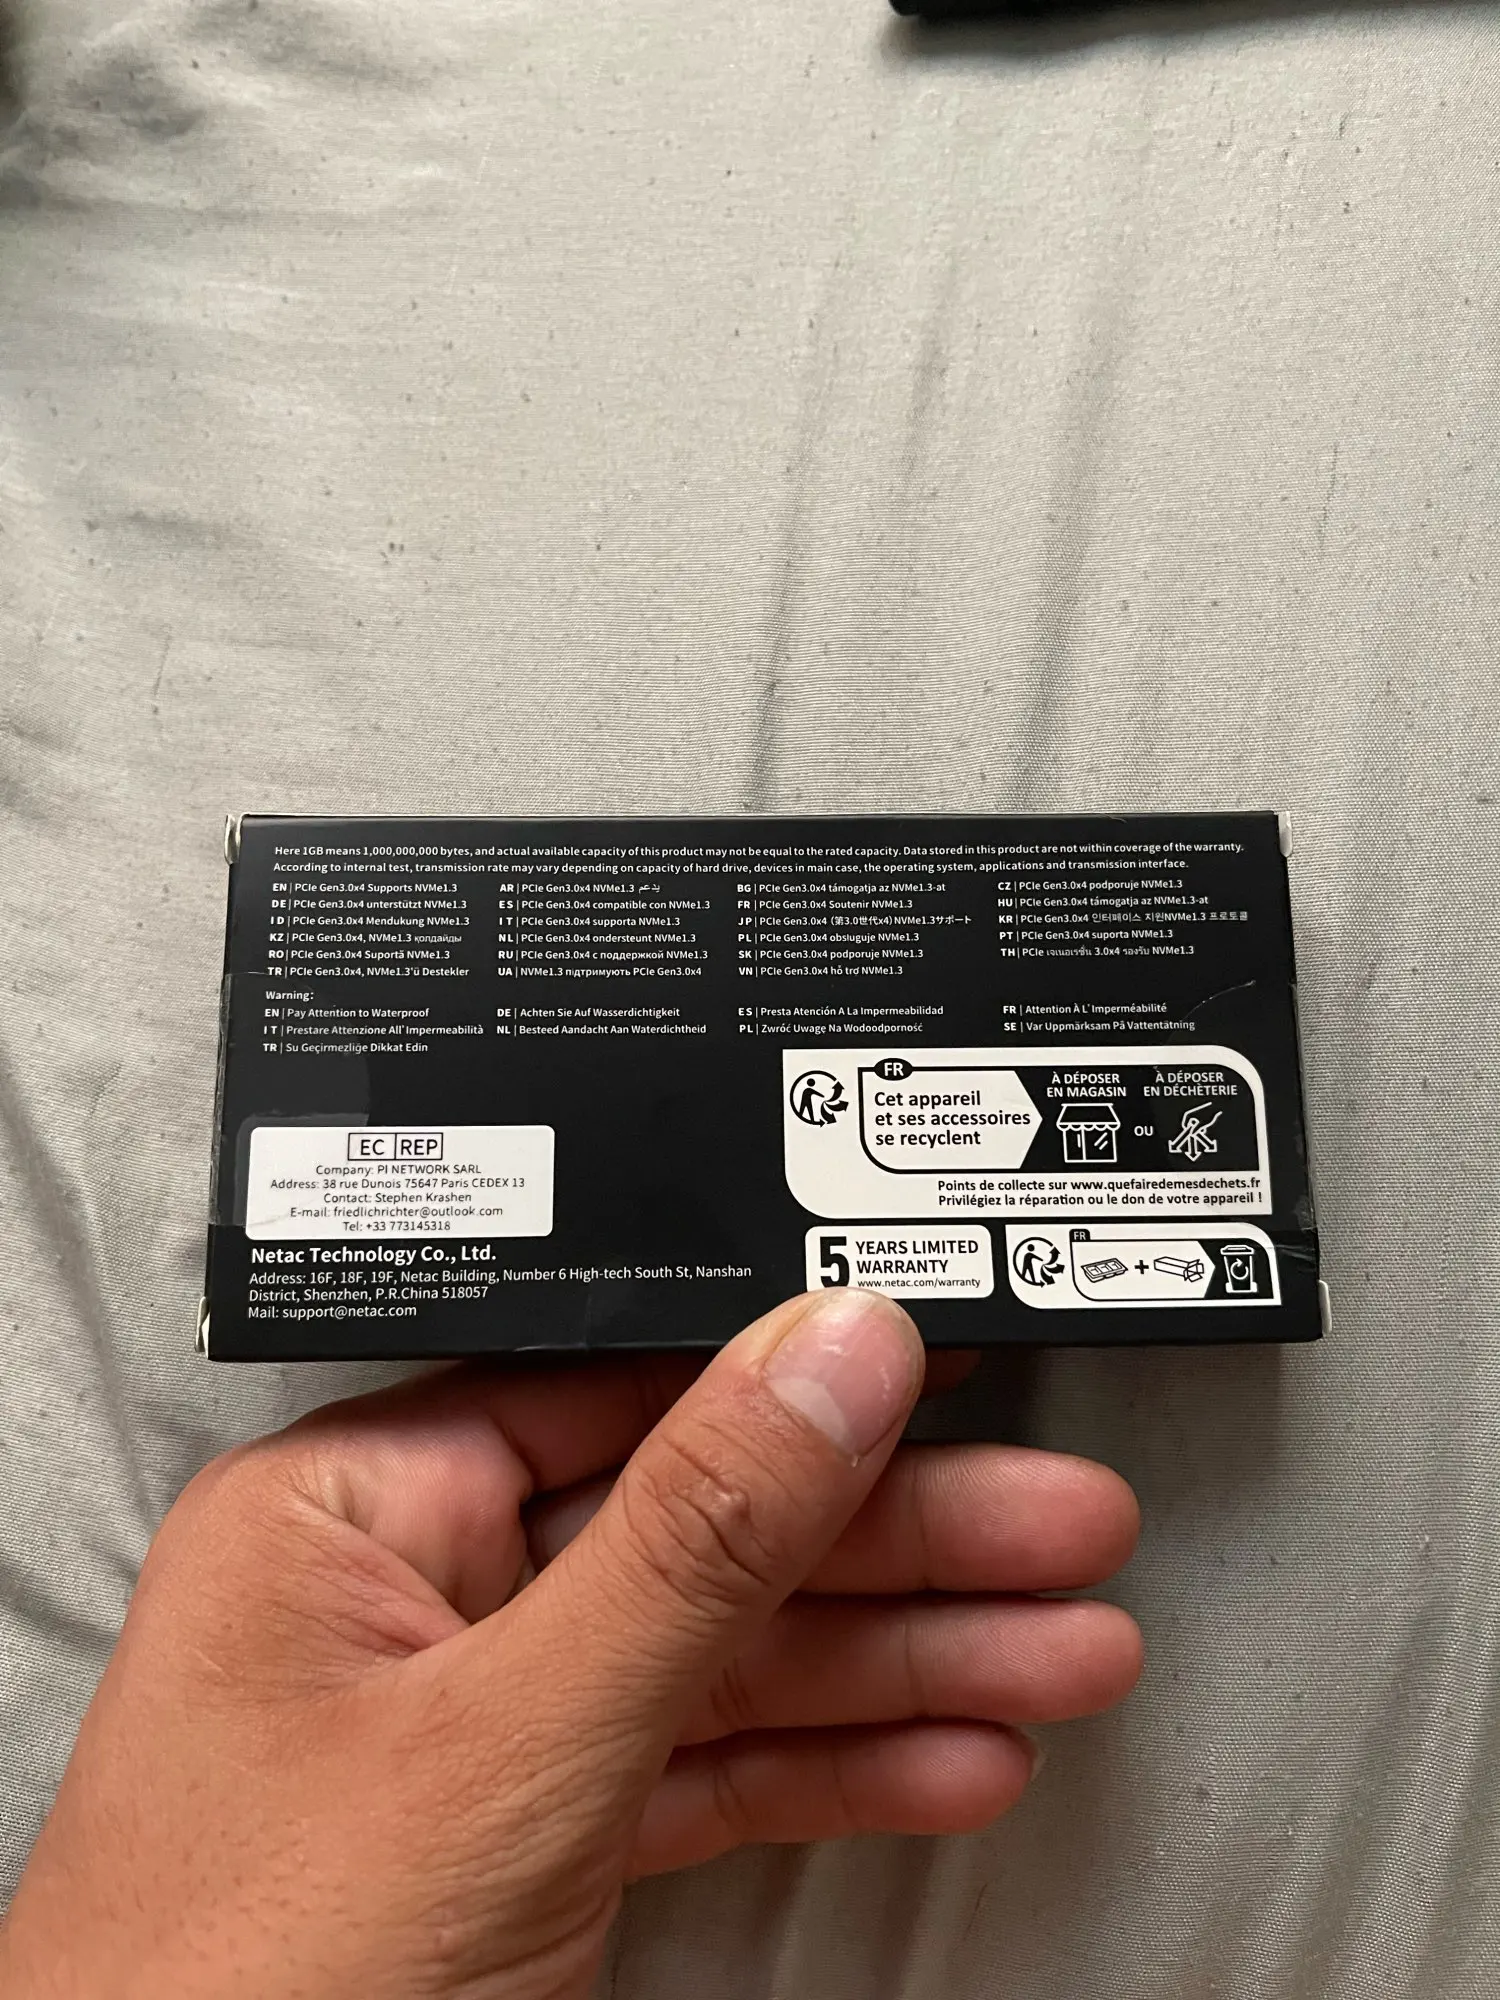 Here 1GB means 1,000,000,000 bytes, and actual available capacity of this product may not be equal to the rated capacity. Data stored in this product are not within coverage of the warranty.
According to internal test, transmission rate may vary depending on capacity of hard drive, devices in main case, the operating system, applications and transmission interface.
EN | PCIe Gen3.0x4 Supports NVMe1.3
DE | PCIe Gen3.0x4 unterstützt NVMe1.3
ID | PCIe Gen3.0x4 Mendukung NVMe1.3
KZ | PCIe Gen3.0x4, NVMe1.3 қолдайды
RO | PCIe Gen3.0x4 Suportă NVMe1.3
TR | PCIe Gen3.0x4, NVMe1.3'ü Destekler
AR | PCIe Gen3.0x4 NVMe1.3
ES | PCIe Gen3.0x4 compatible con NVMe1.3
IT | PCIe Gen3.0x4 supporta NVMe1.3
NL | PCIe Gen3.0x4 ondersteunt NVMe1.3
RU | PCIe Gen3.0x4 с поддержкой NVMe1.3
UA | NVMe1.3 підтримують PCIe Gen3.0x4
BG | PCIe Gen3.0x4 támogatja az NVMe1.3-at
FR | PCIe Gen3.0x4 Soutenir NVMe1.3
JP | PCIe Gen3.0x4 (第3.0世代x4) NVMe1.3サポート
PL | PCIe Gen3.0x4 obsługuje NVMe1.3
SK | PCIe Gen3.0x4 podporuje NVMe1.3
VN | PCIe Gen3.0x4 hỗ trợ NVMe1.3
CZ | PCIe Gen3.0x4 podporuje NVMe1.3
HU | PCIe Gen3.0x4 támogatja az NVMe1.3-at
KR | PCIe Gen3.0x4 인터페이스 지원NVMe1.3 프로토콜
PT | PCIe Gen3.0x4 suporta NVMe1.3
TH | PCIe เจเนอเรชั่น 3.0x4 รองรับ NVMe1.3
Warning:
EN | Pay Attention to Waterproof
IT | Prestare Attenzione All' Impermeabilità
TR | Su Geçirmezliğe Dikkat Edin
DE | Achten Sie Auf Wasserdichtigkeit
NL | Besteed Aandacht Aan Waterdichtheid
ES | Presta Atención A La Impermeabilidad
PL | Zwróć Uwagę Na Wodoodporność
FR | Attention À L' Imperméabilité
SE | Var Uppmärksam På Vattentätning
FR
Cet appareil
et ses accessoires
se recyclent
À DÉPOSER
EN MAGASIN
OU
À DÉPOSER
EN DÉCHÈTERIE
Points de collecte sur www.quefairedemesdechets.fr
Privilégiez la réparation ou le don de votre appareil !
EC REP
Company: PI NETWORK SARL
Address: 38 rue Dunois 75647 Paris CEDEX 13
Contact: Stephen Krashen
E-mail: friedlichrichter@outlook.com
Tel: +33 773145318
Netac Technology Co., Ltd.
Address: 16F, 18F, 19F, Netac Building, Number 6 High-tech South St, Nanshan
District, Shenzhen, P.R.China 518057
Mail: support@netac.com
5 YEARS LIMITED
WARRANTY
www.netac.com/warranty
FR
+